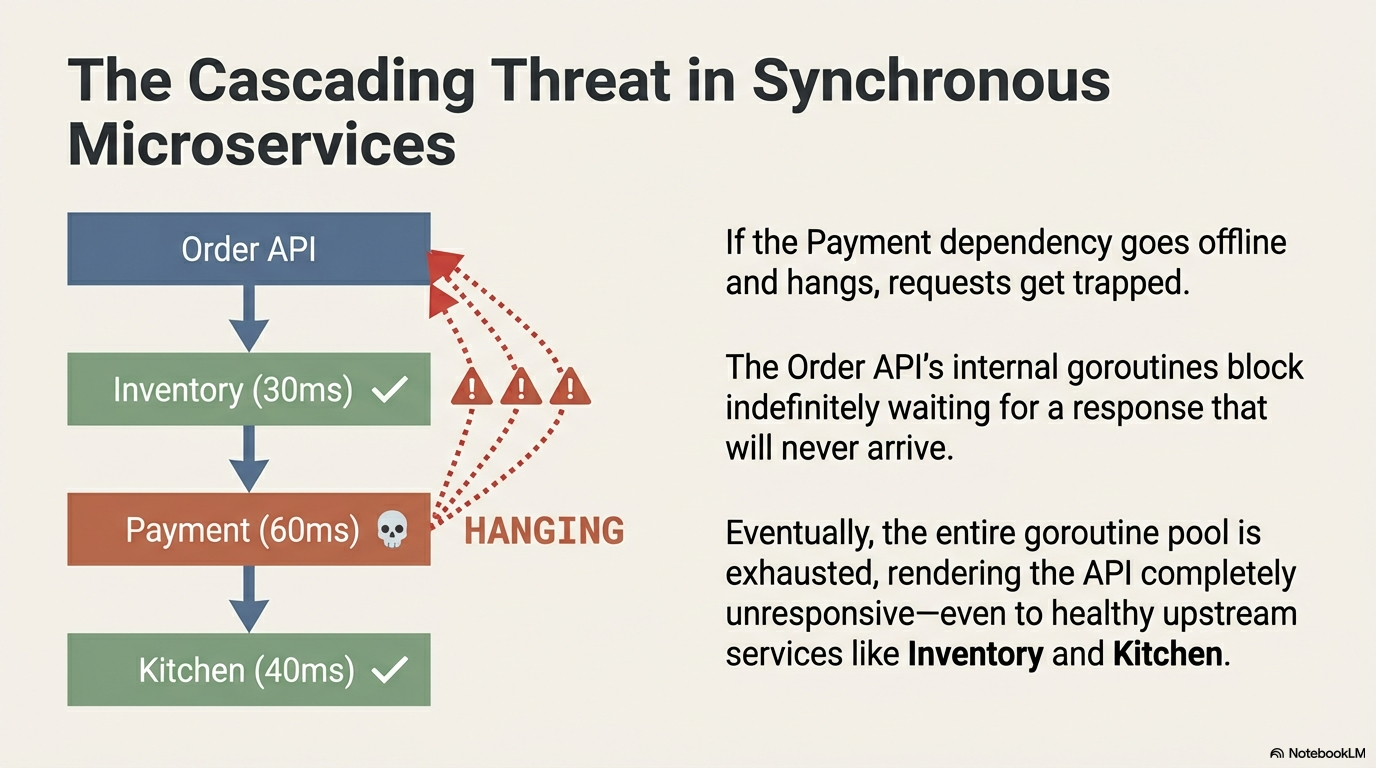 The Cascading Threat in Synchronous
Microservices
Order API
Inventory (30ms)
Payment (60ms)
HANGING
Kitchen (40ms)
If the Payment dependency goes offline
and hangs, requests get trapped.
The Order API’s internal goroutines block
indefinitely waiting for a response that
will never arrive.
Eventually, the entire goroutine pool is
exhausted, rendering the API completely
unresponsive—even to healthy upstream
services like Inventory and Kitchen.
NotebookLM